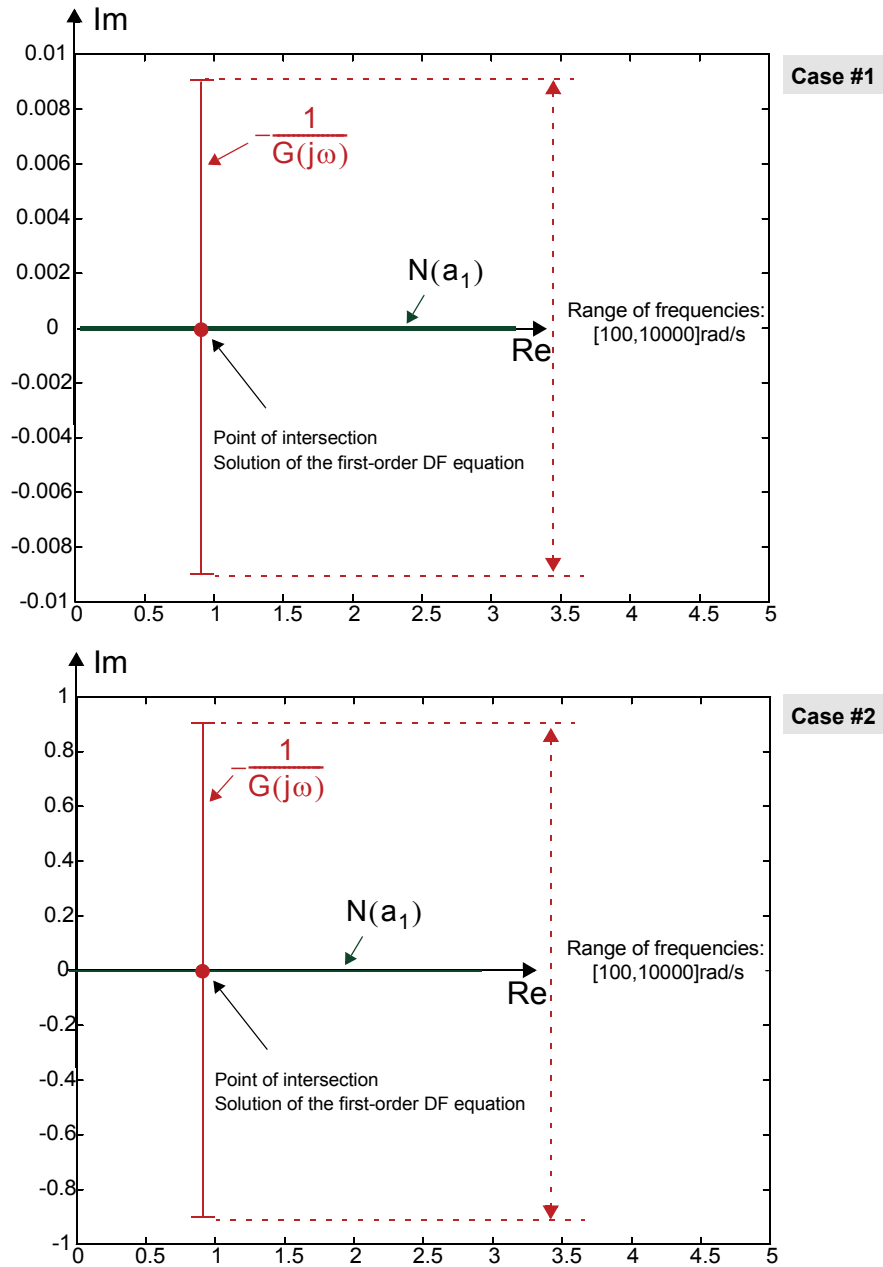 Im
Case #1
0.01
0.008
0.006
0.004
0.002
0
-0.002
-0.004
-0.006
-0.008
-0.01
− 1
G(jω)
N(a1)
Re
Range of frequencies:
[100,10000]rad/s
Point of intersection
Solution of the first-order DF equation
0 0.5 1 1.5 2 2.5 3 3.5 4 4.5 5
Im
Case #2
1
0.8
0.6
0.4
0.2
0
-0.2
-0.4
-0.6
-0.8
-1
− 1
G(jω)
N(a1)
Re
Range of frequencies:
[100,10000]rad/s
Point of intersection
Solution of the first-order DF equation
0 0.5 1 1.5 2 2.5 3 3.5 4 4.5 5